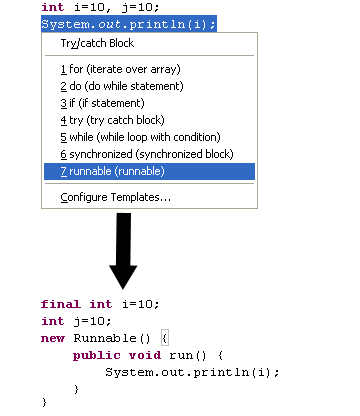 int i=10, j=10;
System.out.println(i);
Try/catch Block
1 for (iterate over array)
2 do (do while statement)
3 if (if statement)
4 try (try catch block)
5 while (while loop with condition)
6 synchronized (synchronized block)
7 runnable (runnable)
Configure Templates...
final int i=10;
int j=10;
new Runnable() {
public void run() {
System.out.println(i);
}
}